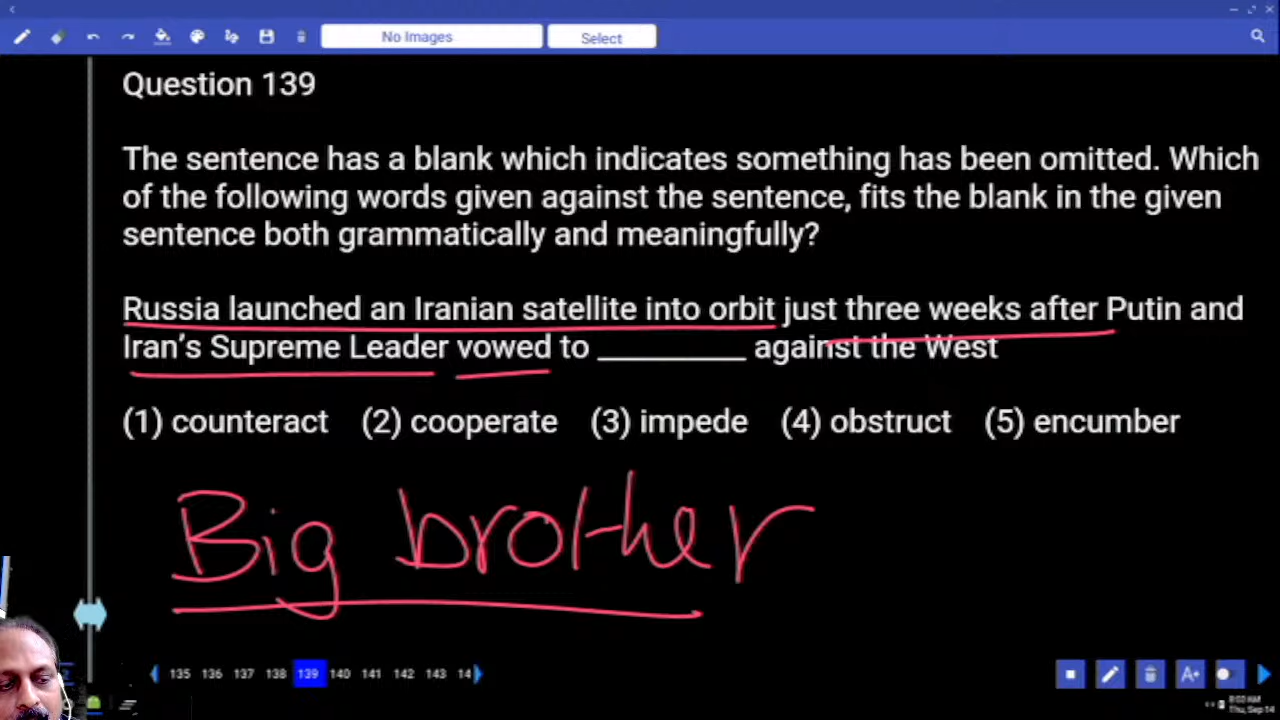 No Images
Select
Question 139
The sentence has a blank which indicates something has been omitted. Which
of the following words given against the sentence, fits the blank in the given
sentence both grammatically and meaningfully?
Russia launched an Iranian satellite into orbit just three weeks after Putin and
Iran's Supreme Leader vowed to __________ against the West
(1) counteract (2) cooperate (3) impede (4) obstruct (5) encumber
Big brother
135 136 137 138 139 140 141 142 143 14
A+
Thu, Sep 14